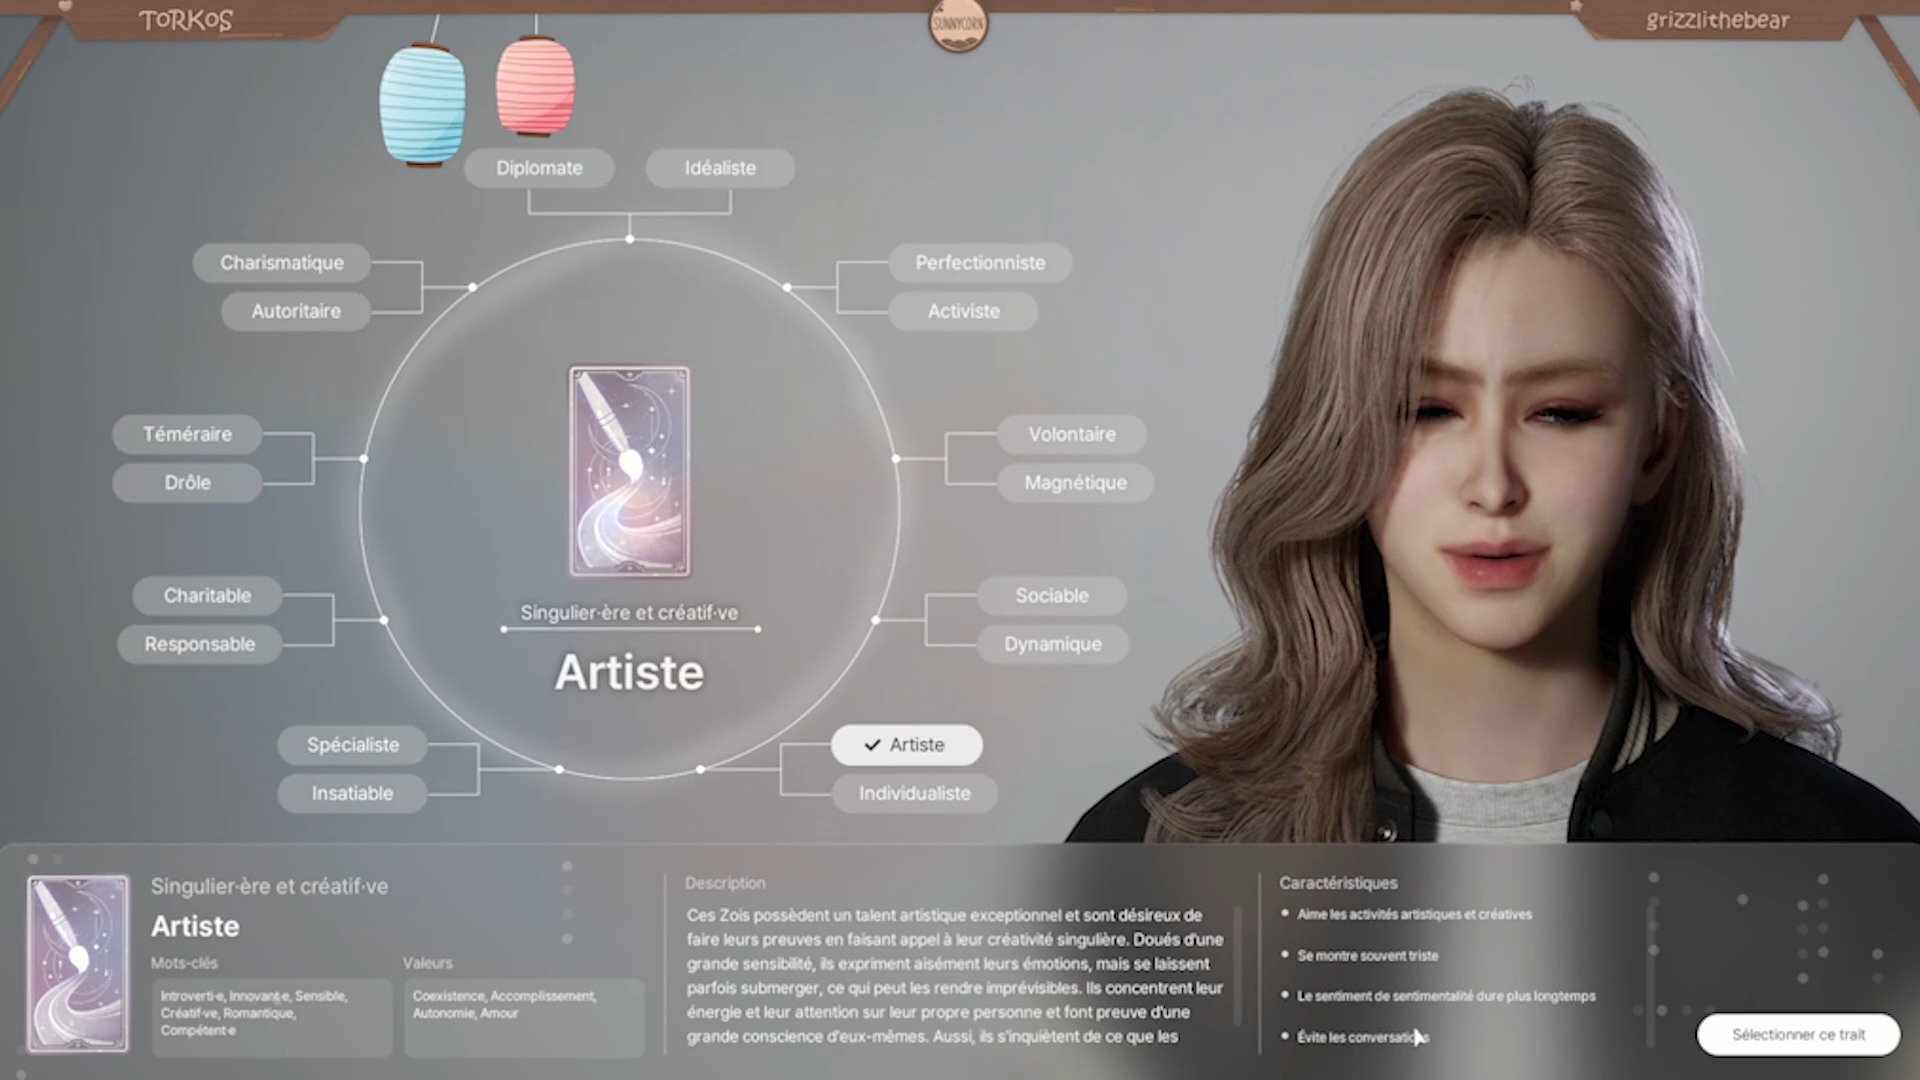 TORKOS
SUNNYCORN
grizzlithebear
Diplomate
Idéaliste
Charismatique
Autoritaire
Perfectionniste
Activiste
Téméraire
Drôle
Volontaire
Magnétique
Charitable
Responsable
Sociable
Dynamique
Singulier·ère et créatif·ve
Artiste
Spécialiste
Insatiable
Artiste
Individualiste
Singulier·ère et créatif·ve
Artiste
Mots-clés
Introverti·e, Innovant·e, Sensible,
Créatif·ve, Romantique,
Compétent·e
Valeurs
Coexistence, Accomplissement,
Autonomie, Amour
Description
Ces Zois possèdent un talent artistique exceptionnel et sont désireux de
faire leurs preuves en faisant appel à leur créativité singulière. Doués d'une
grande sensibilité, ils expriment aisément leurs émotions, mais se laissent
parfois submerger, ce qui peut les rendre imprévisibles. Ils concentrent leur
énergie et leur attention sur leur propre personne et font preuve d'une
grande conscience d'eux-mêmes. Aussi, ils s'inquiètent de ce que les
Caractéristiques
• Aime les activités artistiques et créatives
• Se montre souvent triste
• Le sentiment de sentimentalité dure plus longtemps
• Évite les conversations
Sélectionner ce trait